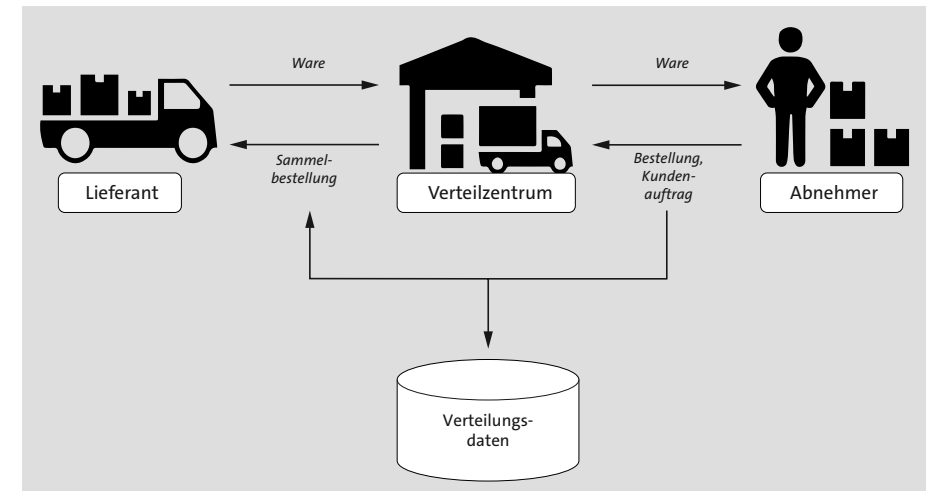 Ware
Ware
Sammel-
bestellung
Bestellung,
Kunden-
auftrag
Lieferant
Verteilzentrum
Abnehmer
Verteilungs-
daten